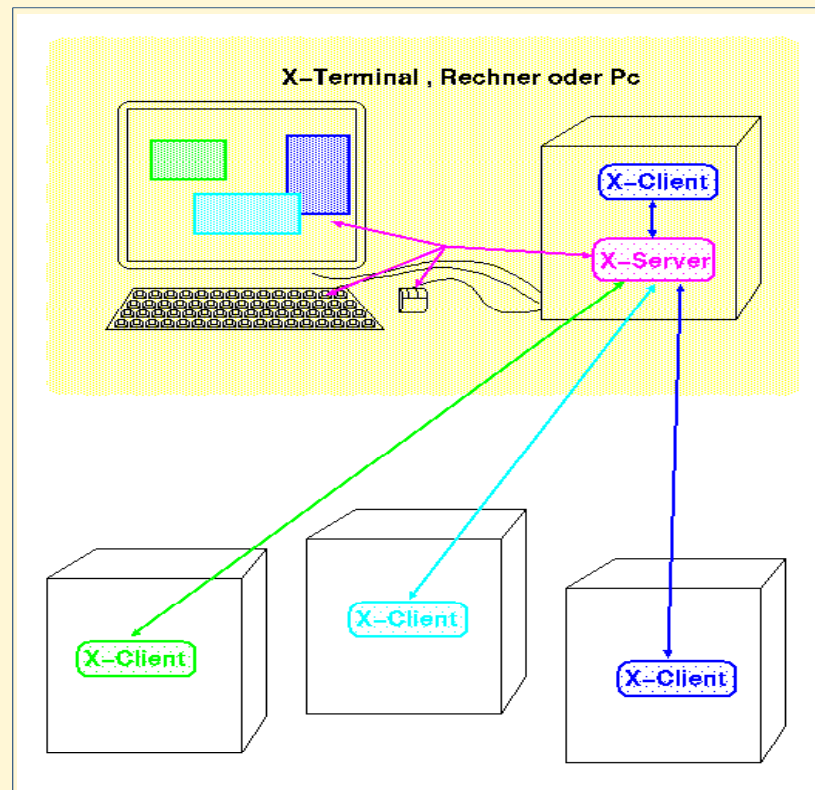 X-Terminal , Rechner oder Pc
X-Client
X-Server
X-Client
X-Client
X-Client